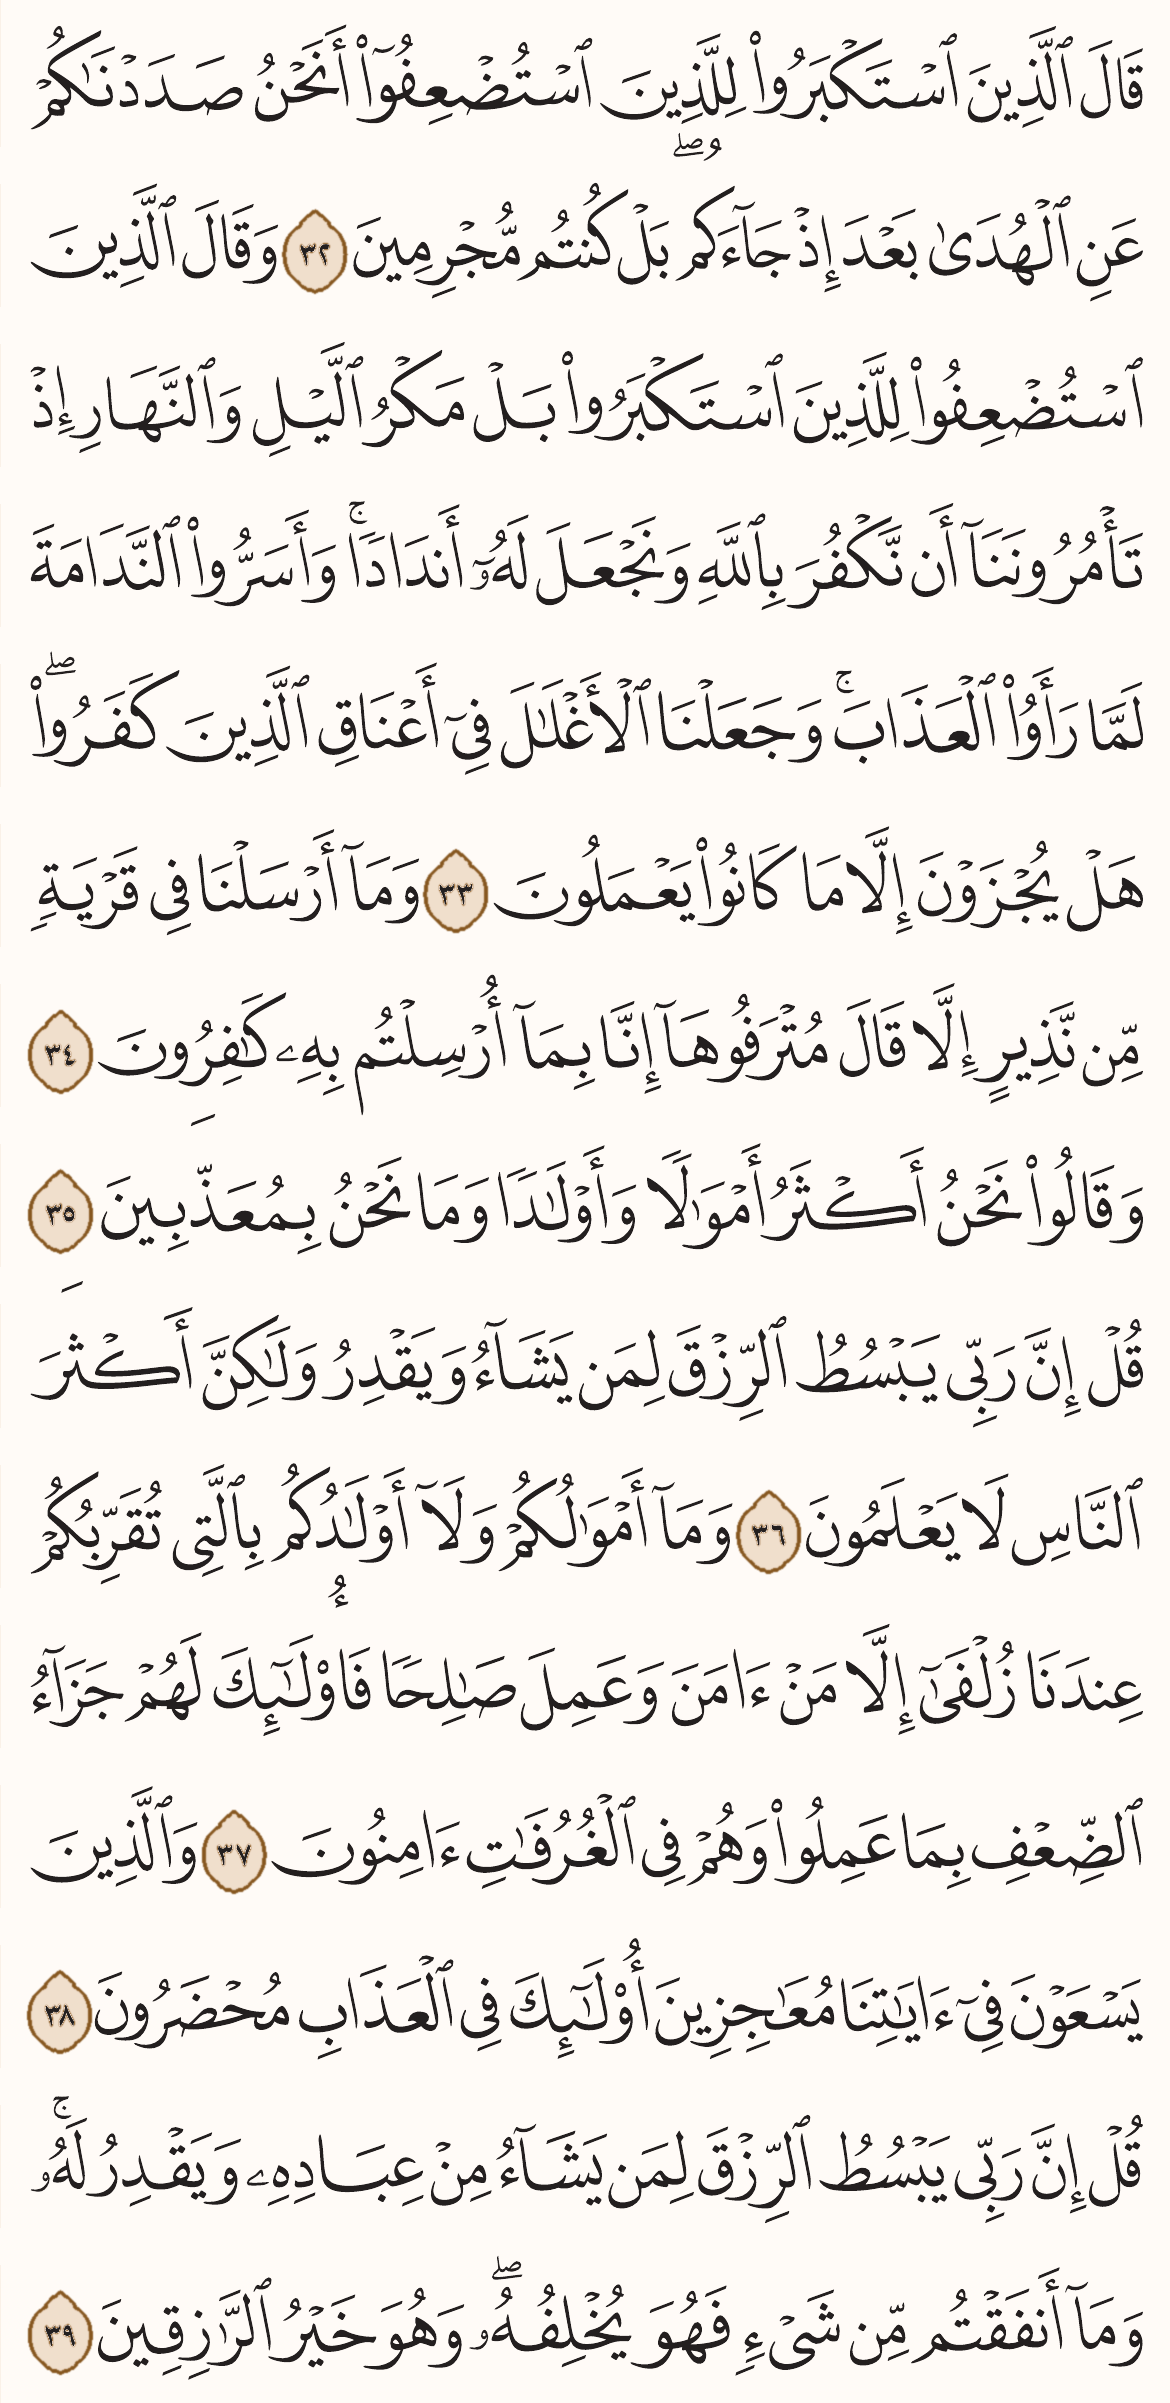 قَالَ ٱلَّذِينَ ٱسْتَكْبَرُوا۟ لِلَّذِينَ ٱسْتُضْعِفُوٓا۟ أَنَحْنُ صَدَدْنَٰكُمْ
عَنِ ٱلْهُدَىٰ بَعْدَ إِذْ جَآءَكُم ۖ بَلْ كُنتُم مُّجْرِمِينَ ٣٢ وَقَالَ ٱلَّذِينَ
ٱسْتُضْعِفُوا۟ لِلَّذِينَ ٱسْتَكْبَرُوا۟ بَلْ مَكْرُ ٱلَّيْلِ وَٱلنَّهَارِ إِذْ
تَأْمُرُونَنَآ أَن نَّكْفُرَ بِٱللَّهِ وَنَجْعَلَ لَهُۥٓ أَندَادًا ۚ وَأَسَرُّوا۟ ٱلنَّدَامَةَ
لَمَّا رَأَوُا۟ ٱلْعَذَابَ ۚ وَجَعَلْنَا ٱلْأَغْلَٰلَ فِىٓ أَعْنَاقِ ٱلَّذِينَ كَفَرُوا۟ ۖ
هَلْ يُجْزَوْنَ إِلَّا مَا كَانُوا۟ يَعْمَلُونَ ٣٣ وَمَآ أَرْسَلْنَا فِى قَرْيَةٍ
مِّن نَّذِيرٍ إِلَّا قَالَ مُتْرَفُوهَآ إِنَّا بِمَآ أُرْسِلْتُم بِهِۦ كَٰفِرُونَ ٣٤
وَقَالُوا۟ نَحْنُ أَكْثَرُ أَمْوَٰلًا وَأَوْلَٰدًا وَمَا نَحْنُ بِمُعَذَّبِينَ ٣٥
قُلْ إِنَّ رَبِّى يَبْسُطُ ٱلرِّزْقَ لِمَن يَشَآءُ وَيَقْدِرُ وَلَٰكِنَّ أَكْثَرَ
ٱلنَّاسِ لَا يَعْلَمُونَ ٣٦ وَمَآ أَمْوَٰلُكُمْ وَلَآ أَوْلَٰدُكُم بِٱلَّتِى تُقَرِّبُكُمْ
عِندَنَا زُلْفَىٰٓ إِلَّا مَنْ ءَامَنَ وَعَمِلَ صَٰلِحًا فَأُو۟لَٰٓئِكَ لَهُمْ جَزَآءُ
ٱلضِّعْفِ بِمَا عَمِلُوا۟ وَهُمْ فِى ٱلْغُرُفَٰتِ ءَامِنُونَ ٣٧ وَٱلَّذِينَ
يَسْعَوْنَ فِىٓ ءَايَٰتِنَا مُعَٰجِزِينَ أُو۟لَٰٓئِكَ فِى ٱلْعَذَابِ مُحْضَرُونَ ٣٨
قُلْ إِنَّ رَبِّى يَبْسُطُ ٱلرِّزْقَ لِمَن يَشَآءُ مِنْ عِبَادِهِۦ وَيَقْدِرُ لَهُۥ ۚ
وَمَآ أَنفَقْتُم مِّن شَىْءٍ فَهُوَ يُخْلِفُهُۥ ۖ وَهُوَ خَيْرُ ٱلرَّٰزِقِينَ ٣٩